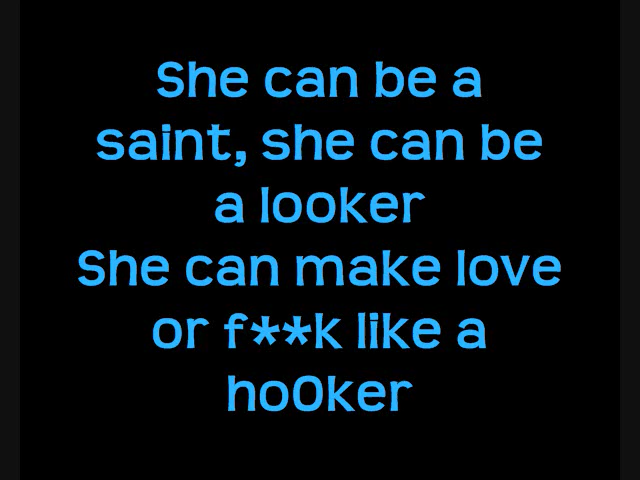 She can be a
saint, she can be
a looker
She can make love
or f**k like a
ho0ker